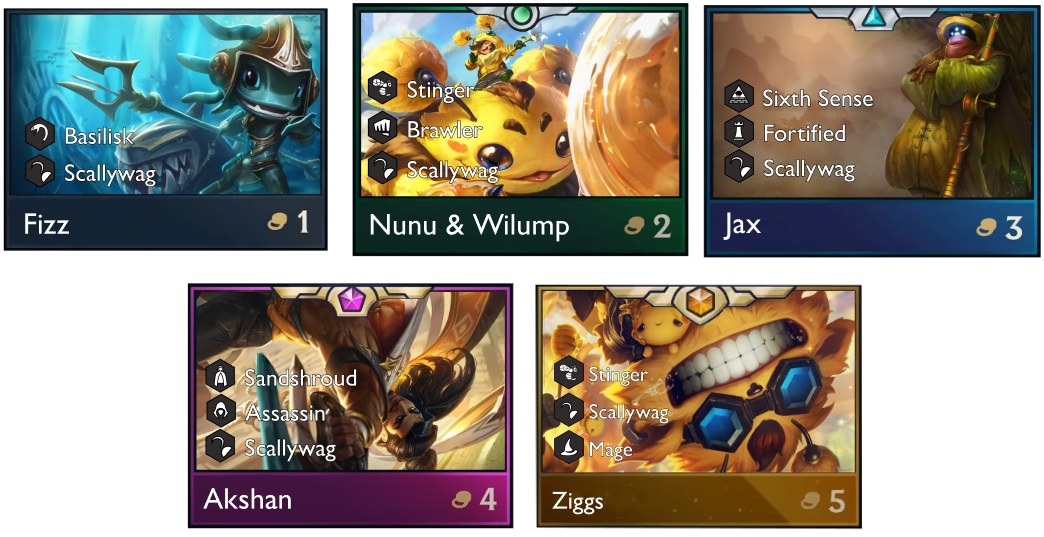 Basilisk
Scallywag
Fizz
1
Stinger
Brawler
Scallywag
Nunu & Wilump
2
Sixth Sense
Fortified
Scallywag
Jax
3
Sandshroud
Assassin
Scallywag
Akshan
4
Stinger
Scallywag
Mage
Ziggs
5